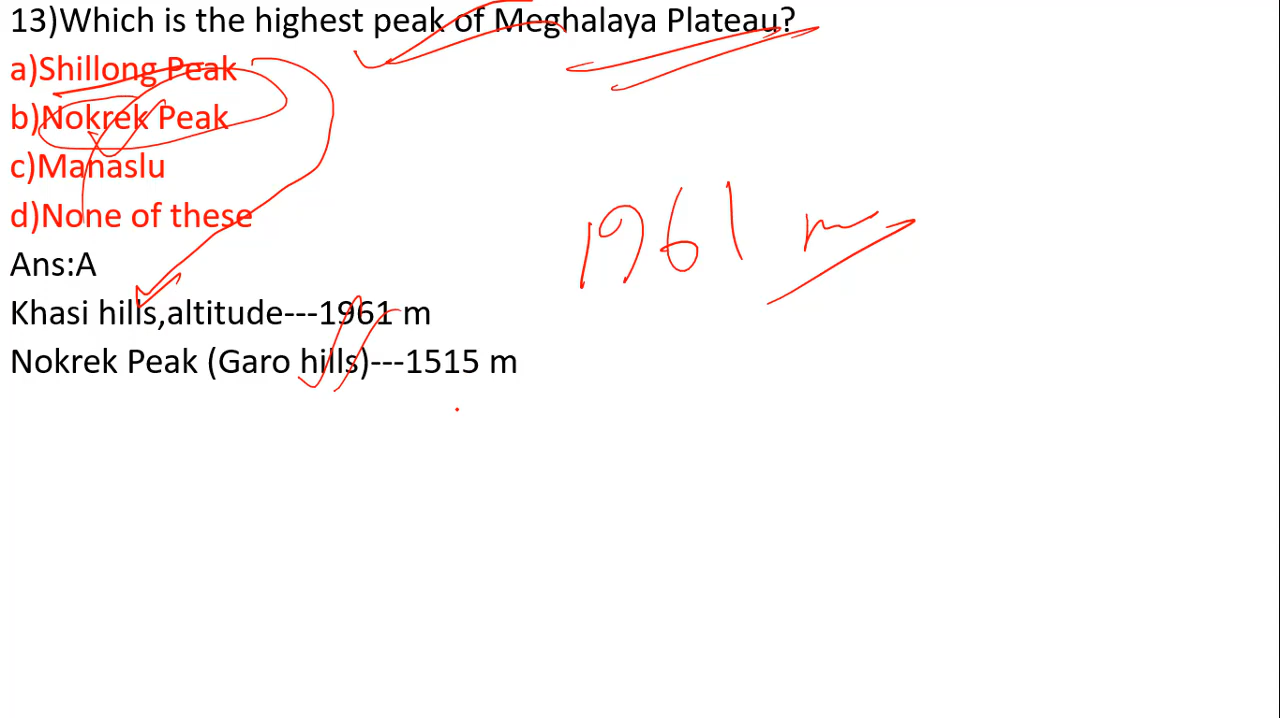 13)Which is the highest peak of Meghalaya Plateau?
a)Shillong Peak
b)Nokrek Peak
c)Manaslu
d)None of these
1961 m
Ans:A
Khasi hills,altitude---1961 m
Nokrek Peak (Garo hills)---1515 m